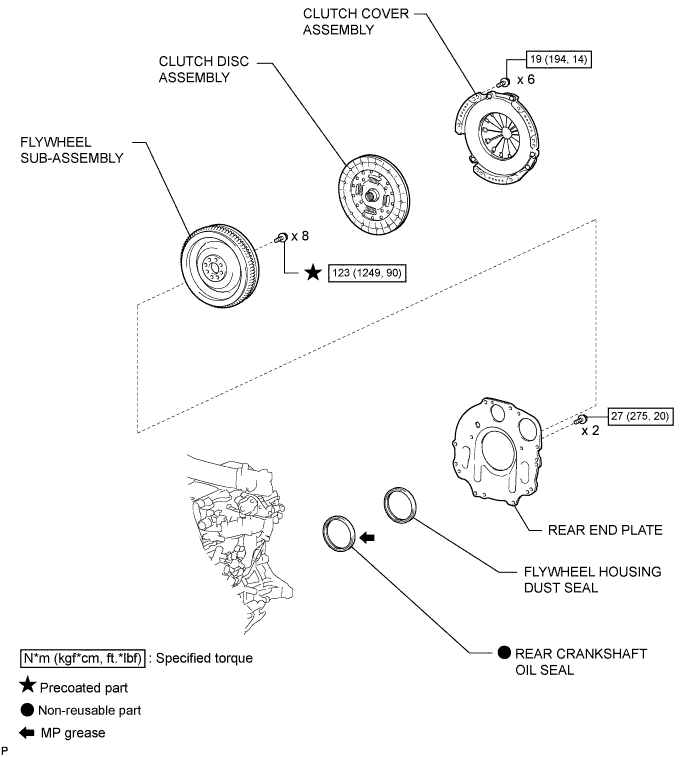 CLUTCH COVER
ASSEMBLY
19 (194, 14)
x 6
CLUTCH DISC
ASSEMBLY
FLYWHEEL
SUB-ASSEMBLY
x 8
123 (1249, 90)
27 (275, 20)
x 2
REAR END PLATE
FLYWHEEL HOUSING
DUST SEAL
REAR CRANKSHAFT
OIL SEAL
N*m (kgf*cm, ft.*lbf) : Specified torque
Precoated part
Non-reusable part
MP grease
P